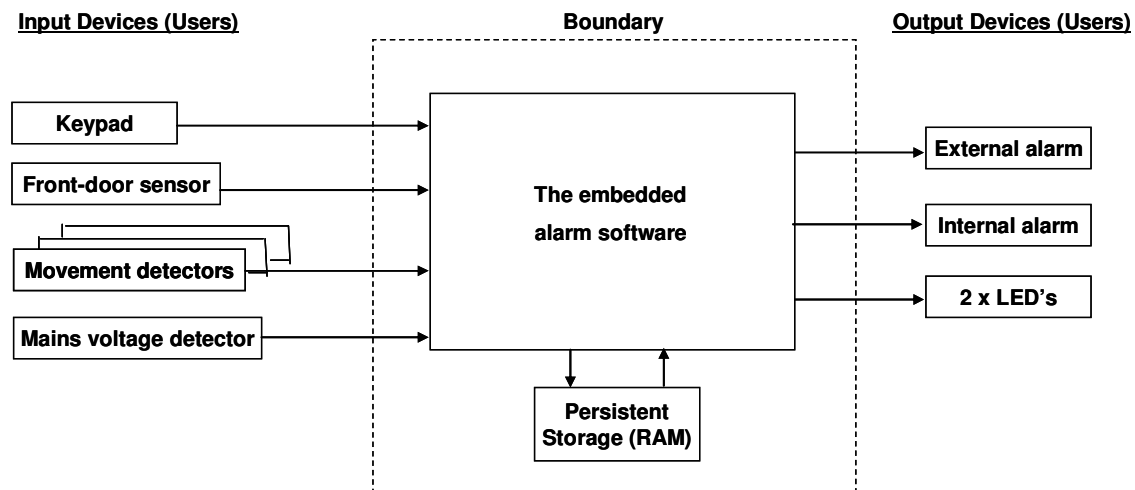 Input Devices (Users)
Boundary
Output Devices (Users)
Keypad
Front-door sensor
Movement detectors
Mains voltage detector
The embedded
alarm software
Persistent
Storage (RAM)
External alarm
Internal alarm
2 x LED's